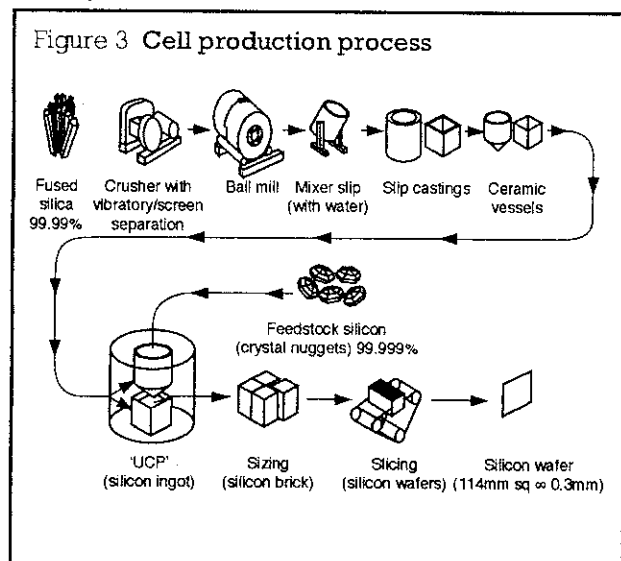 Figure 3 Cell production process
Fused
silica
99.99%
Crusher with
vibratory/screen
separation
Ball mill
Mixer slip
(with water)
Slip castings
Ceramic
vessels
Feedstock silicon
(crystal nuggets) 99.999%
'UCP'
(silicon ingot)
Sizing
(silicon brick)
Slicing
(silicon wafers)
Silicon wafer
(114mm sq ∞ 0.3mm)